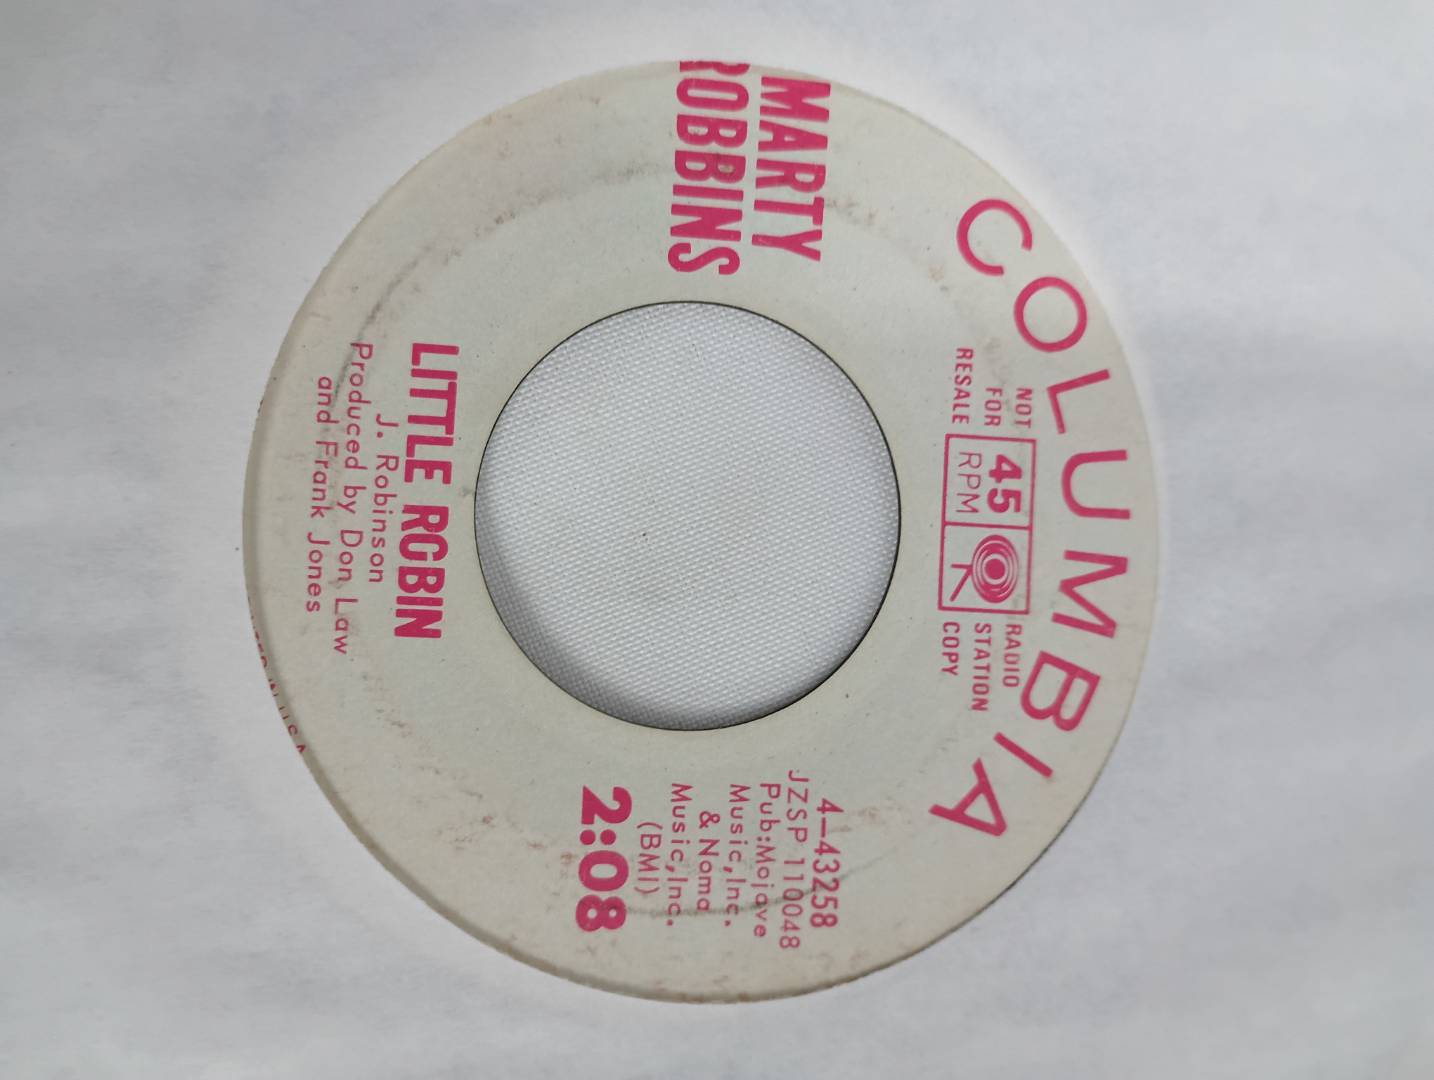 COLUMBIA
NOT
FOR
RESALE
45
RPM
RADIO
STATION
COPY
MARTY
ROBBINS
4-43258
JZSP 110048
Pub: Mojave
Music, Inc.
& Noma
Music, Inc.
(BMI)
2:08
LITTLE ROBIN
J. Robinson
Produced by Don Law
and Frank Jones
IN U.S.A.